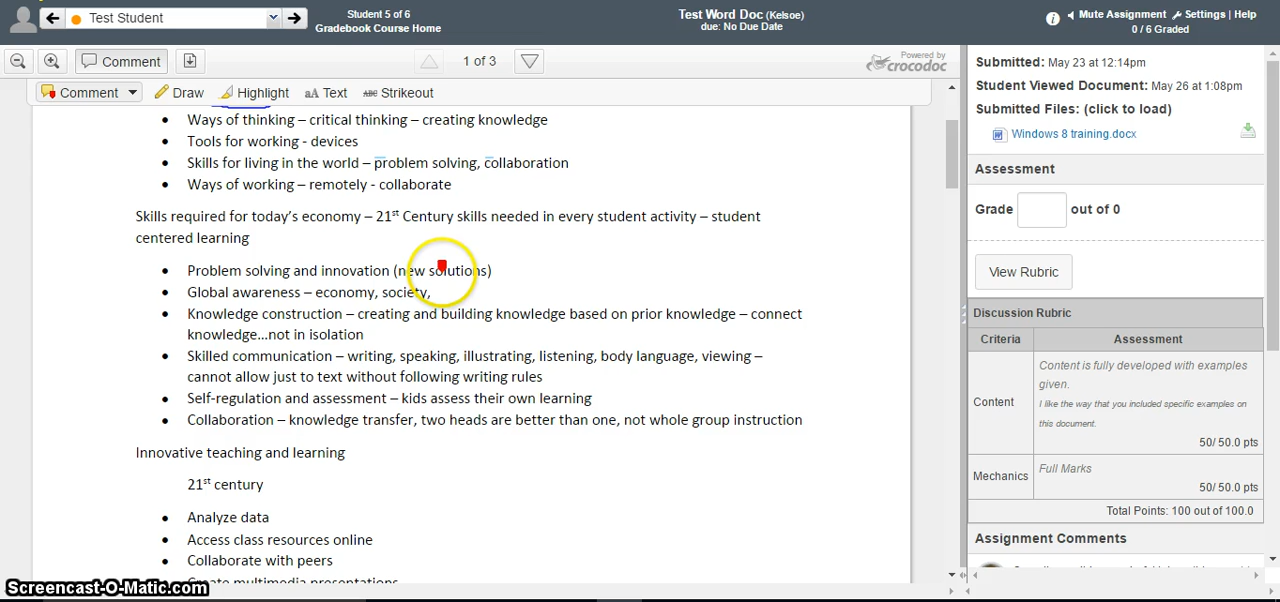 Test Student
Student 5 of 6
Gradebook Course Home
Test Word Doc (Kelsoe)
due: No Due Date
Mute Assignment Settings | Help
0 / 6 Graded
Comment
1 of 3
Powered by
crocodoc
Comment Draw Highlight aA Text ABC Strikeout
• Ways of thinking – critical thinking – creating knowledge
• Tools for working - devices
• Skills for living in the world – problem solving, collaboration
• Ways of working – remotely - collaborate
Skills required for today's economy – 21st Century skills needed in every student activity – student
centered learning
• Problem solving and innovation (new solutions)
• Global awareness – economy, society,
• Knowledge construction – creating and building knowledge based on prior knowledge – connect
knowledge…not in isolation
• Skilled communication – writing, speaking, illustrating, listening, body language, viewing –
cannot allow just to text without following writing rules
• Self-regulation and assessment – kids assess their own learning
• Collaboration – knowledge transfer, two heads are better than one, not whole group instruction
Innovative teaching and learning
21st century
• Analyze data
• Access class resources online
• Collaborate with peers
• Create multimedia presentations
Submitted: May 23 at 12:14pm
Student Viewed Document: May 26 at 1:08pm
Submitted Files: (click to load)
Windows 8 training.docx
Assessment
Grade out of 0
View Rubric
Discussion Rubric
Criteria Assessment
Content
Content is fully developed with examples
given.
I like the way that you included specific examples on
this document.
50/ 50.0 pts
Mechanics
Full Marks
50/ 50.0 pts
Total Points: 100 out of 100.0
Assignment Comments
Screencast-O-Matic.com